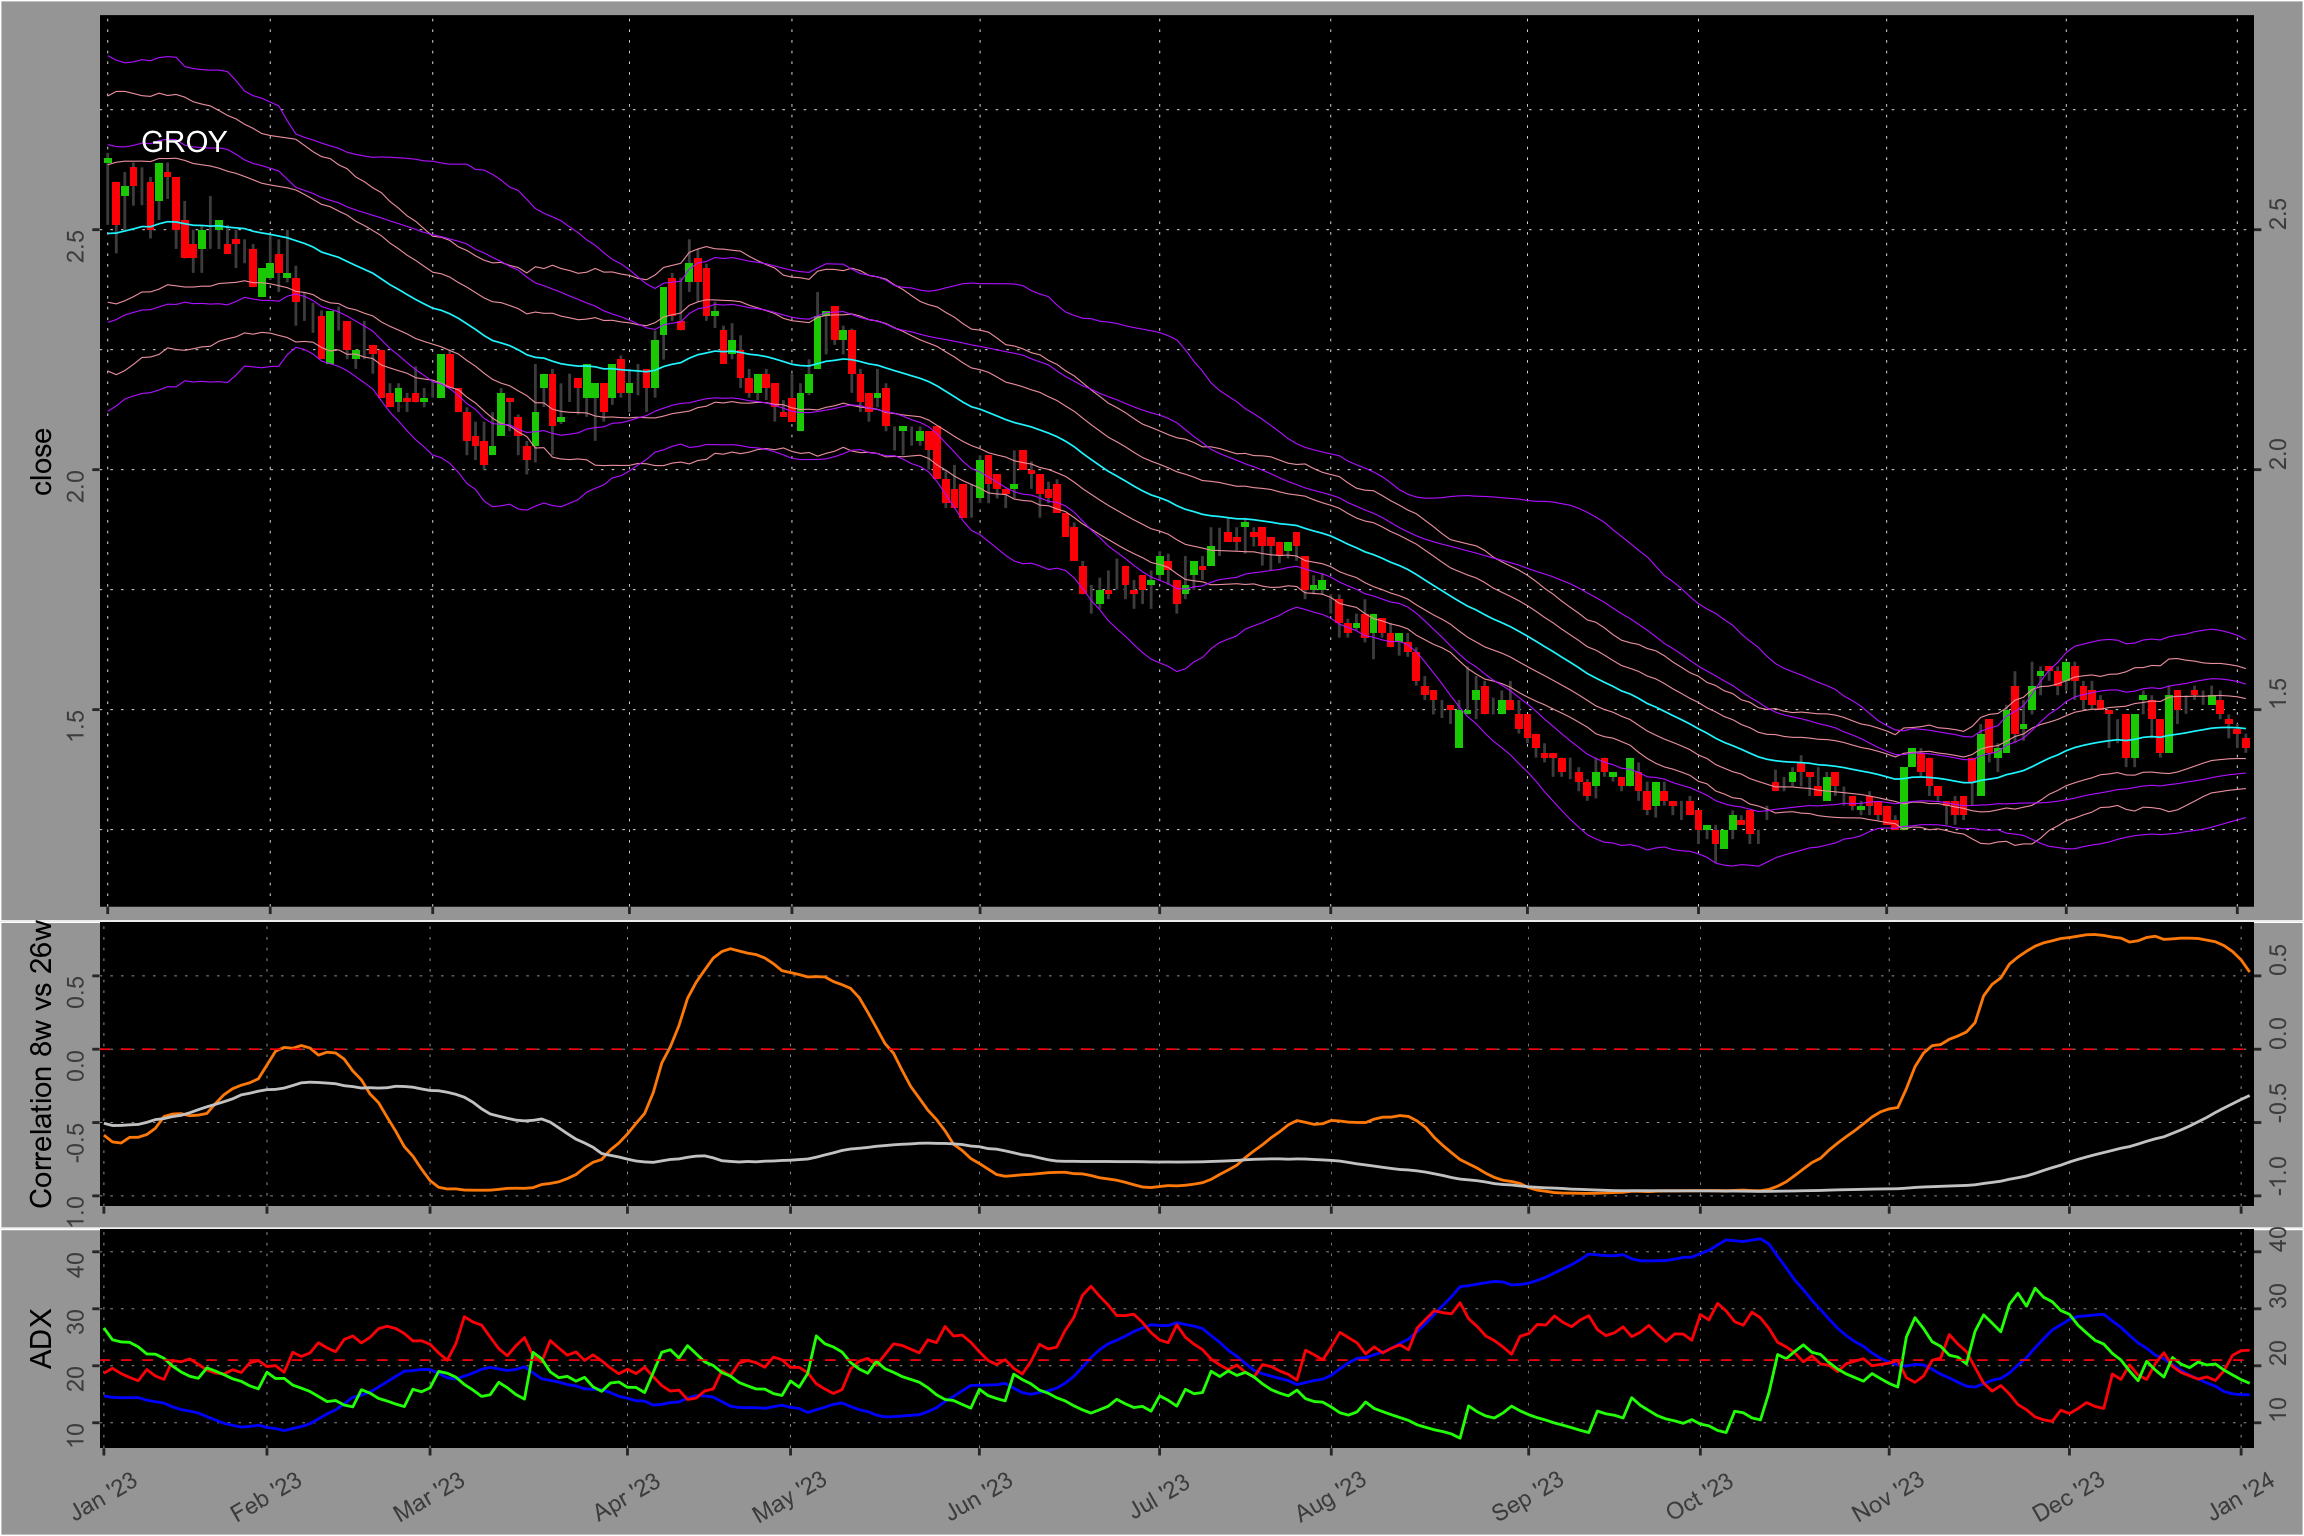 GROY
close
2.5
2.0
1.5
2.5
2.0
1.5
Correlation 8w vs 26w
0.5
0.0
-0.5
1.0
0.5
0.0
-0.5
-1.0
ADX
40
30
20
10
40
30
20
10
Jan '23
Feb '23
Mar '23
Apr '23
May '23
Jun '23
Jul '23
Aug '23
Sep '23
Oct '23
Nov '23
Dec '23
Jan '24